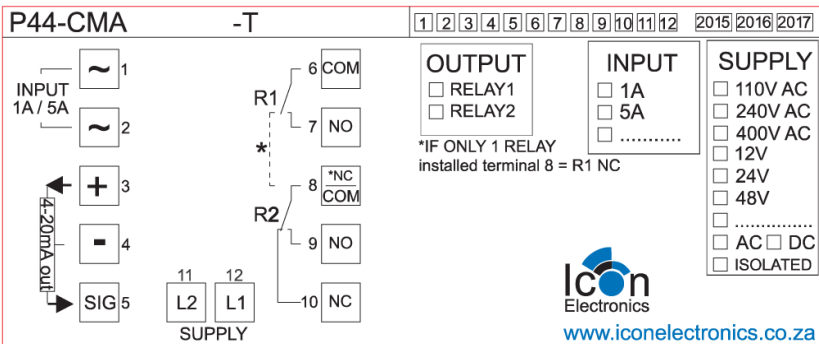 P44-CMA -T 1 2 3 4 5 6 7 8 9 10 11 12 2015 2016 2017
INPUT
1A / 5A
~ 1
~ 2
+ 3
- 4
SIG 5
4-20mA out
11 12
L2 L1
SUPPLY
R1
*
R2
6 COM
7 NO
8 *NC
COM
9 NO
10 NC
OUTPUT
RELAY1
RELAY2
*IF ONLY 1 RELAY
installed terminal 8 = R1 NC
INPUT
1A
5A
...........
SUPPLY
110V AC
240V AC
400V AC
12V
24V
48V
..............
AC DC
ISOLATED
Icon
Electronics
www.iconelectronics.co.za